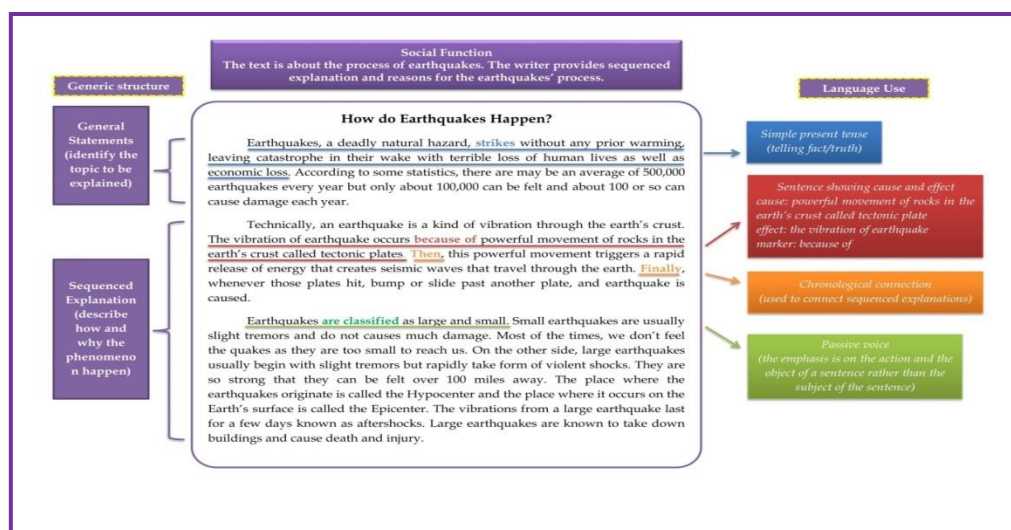 Social Function
The text is about the process of earthquakes. The writer provides sequenced
explanation and reasons for the earthquakes' process.
Generic structure
General
Statements
(identify the
topic to be
explained)
Sequenced
Explanation
(describe
how and
why the
phenomeno
n happen)
How do Earthquakes Happen?
Earthquakes, a deadly natural hazard, strikes without any prior warming,
leaving catastrophe in their wake with terrible loss of human lives as well as
economic loss. According to some statistics, there are may be an average of 500,000
earthquakes every year but only about 100,000 can be felt and about 100 or so can
cause damage each year.
Technically, an earthquake is a kind of vibration through the earth's crust.
The vibration of earthquake occurs because of powerful movement of rocks in the
earth's crust called tectonic plates. Then, this powerful movement triggers a rapid
release of energy that creates seismic waves that travel through the earth. Finally,
whenever those plates hit, bump or slide past another plate, and earthquake is
caused.
Earthquakes are classified as large and small. Small earthquakes are usually
slight tremors and do not causes much damage. Most of the times, we don't feel
the quakes as they are too small to reach us. On the other side, large earthquakes
usually begin with slight tremors but rapidly take form of violent shocks. They are
so strong that they can be felt over 100 miles away. The place where the
earthquakes originate is called the Hypocenter and the place where it occurs on the
Earth's surface is called the Epicenter. The vibrations from a large earthquake last
for a few days known as aftershocks. Large earthquakes are known to take down
buildings and cause death and injury.
Language Use
Simple present tense
(telling fact/truth)
Sentence showing cause and effect
cause: powerful movement of rocks in the
earth's crust called tectonic plate
effect: the vibration of earthquake
marker: because of
Chronological connection
(used to connect sequenced explanations)
Passive voice
(the emphasis is on the action and the
object of a sentence rather than the
subject of the sentence)